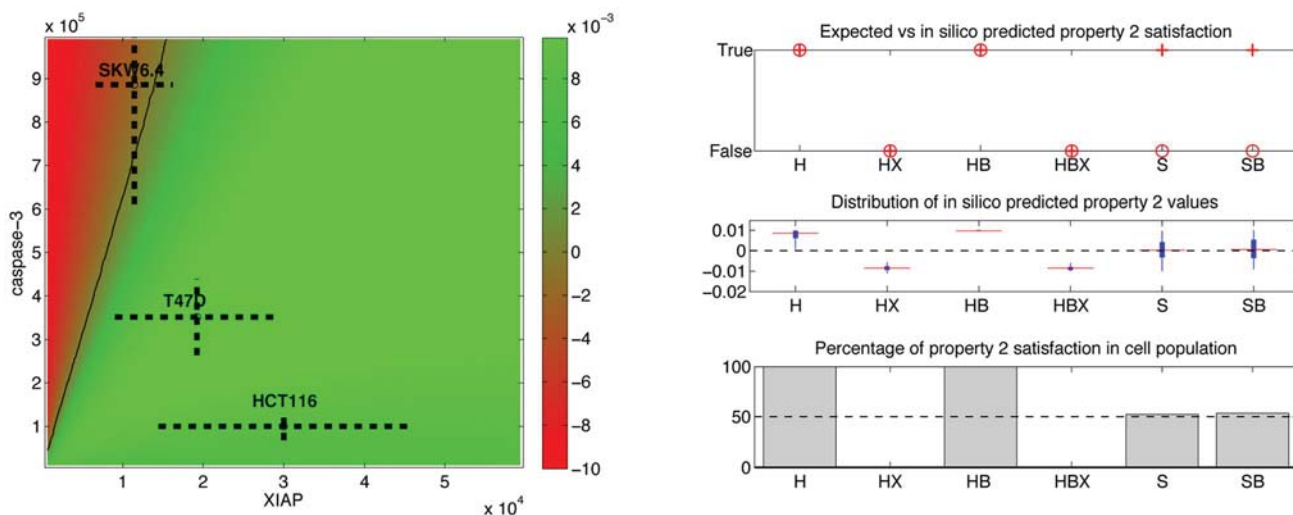 x 10⁵
x 10⁻³
9
8
7
6
5
4
3
2
1
caspase-3
SKW6.4
T47D
HCT116
1
2
3
4
5
XIAP
x 10⁴
8
6
4
2
0
−2
−4
−6
−8
−10
Expected vs in silico predicted property 2 satisfaction
True
False
H HX HB HBX S SB
Distribution of in silico predicted property 2 values
0.01
0
−0.01
−0.02
H HX HB HBX S SB
Percentage of property 2 satisfaction in cell population
100
50
0
H HX HB HBX S SB